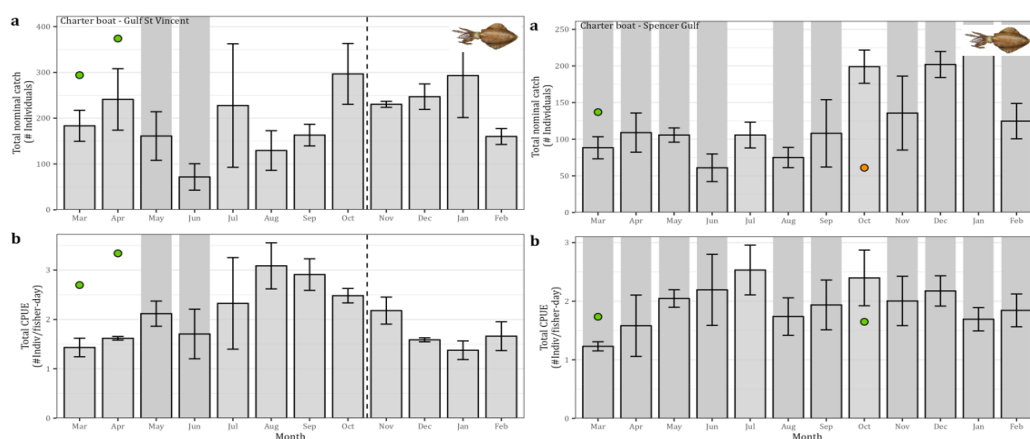 a
Charter boat - Gulf St Vincent
Total nominal catch
(# Individuals)
400
300
200
100
0
Mar Apr May Jun Jul Aug Sep Oct Nov Dec Jan Feb
b
Total CPUE
(#Indiv/fisher-day)
3
2
1
0
Mar Apr May Jun Jul Aug Sep Oct Nov Dec Jan Feb
Month
a
Charter boat - Spencer Gulf
Total nominal catch
(# Individuals)
250
200
150
100
50
0
Mar Apr May Jun Jul Aug Sep Oct Nov Dec Jan Feb
b
Total CPUE
(#Indiv/fisher-day)
3
2
1
0
Mar Apr May Jun Jul Aug Sep Oct Nov Dec Jan Feb
Month